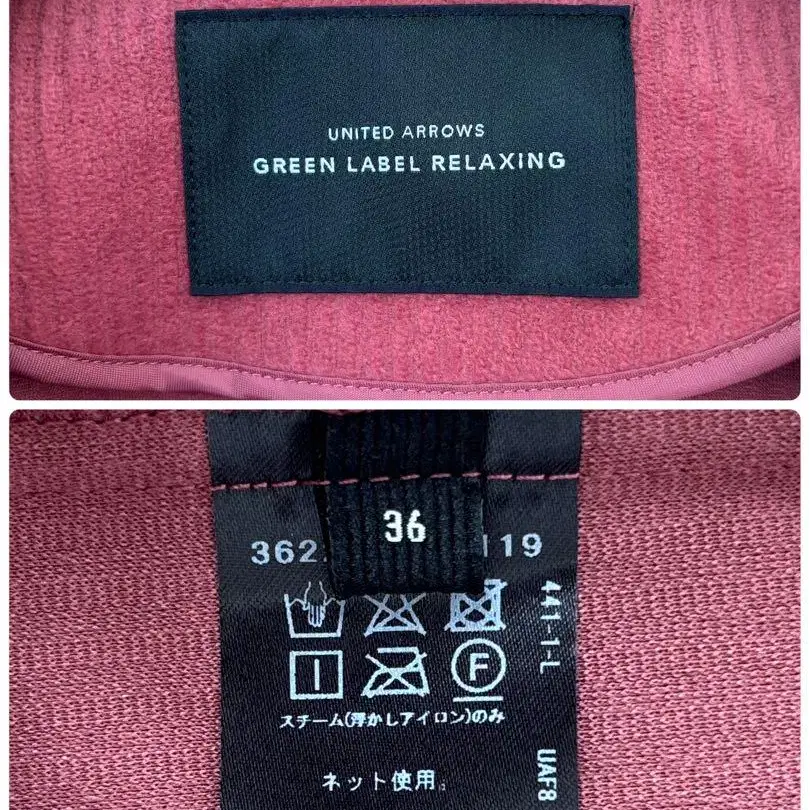 UNITED ARROWS
GREEN LABEL RELAXING
36
362
119
F
スチーム(浮かしアイロン)のみ
ネット使用
441-1-L
UAF8